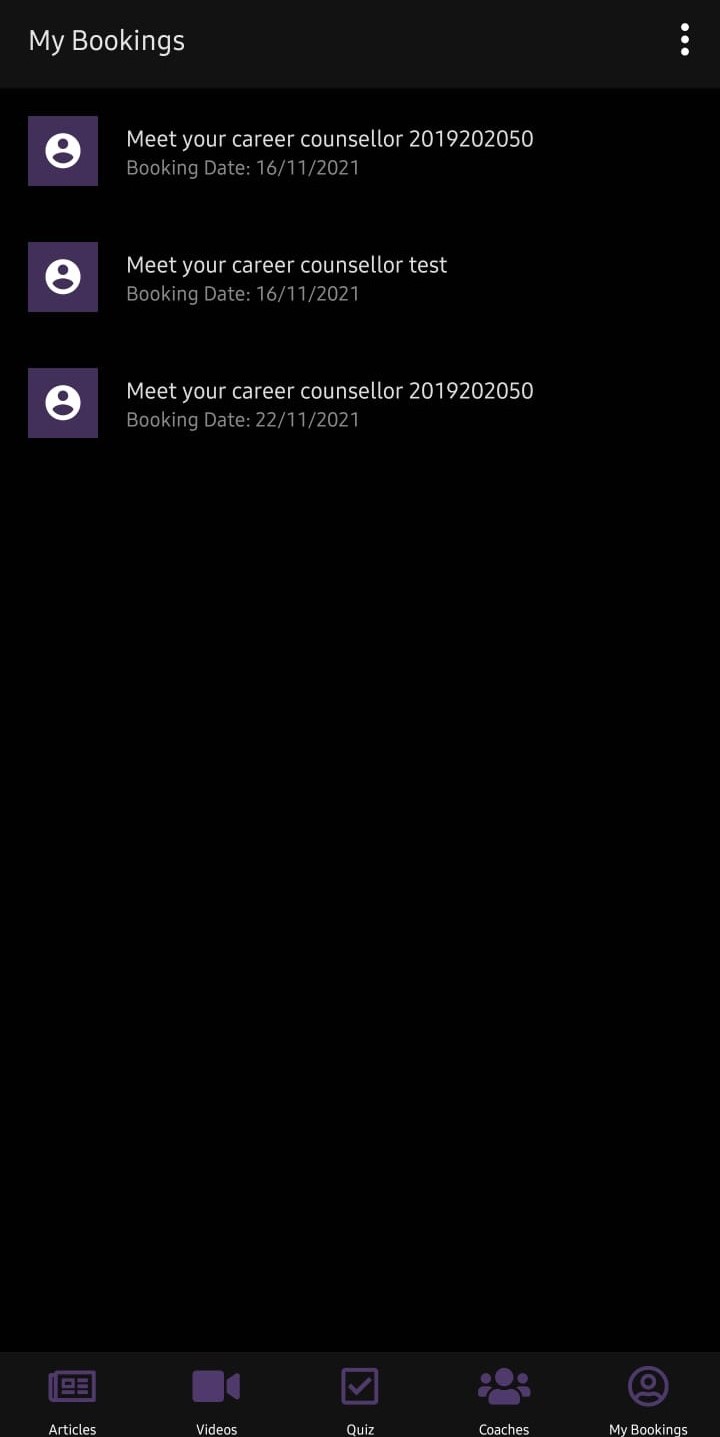 My Bookings
Meet your career counsellor 2019202050
Booking Date: 16/11/2021
Meet your career counsellor test
Booking Date: 16/11/2021
Meet your career counsellor 2019202050
Booking Date: 22/11/2021
Articles
Videos
Quiz
Coaches
My Bookings